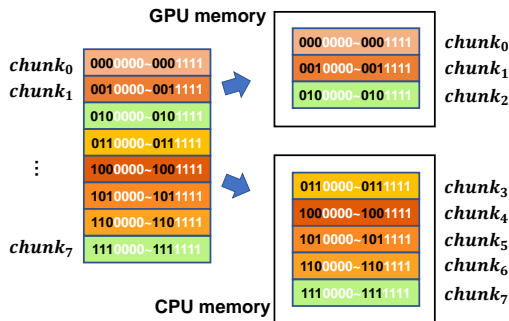 GPU memory
chunk0
chunk1
⋮
chunk7
0000000~0001111
0010000~0011111
0100000~0101111
0110000~0111111
1000000~1001111
1010000~1011111
1100000~1101111
1110000~1111111
0000000~0001111
0010000~0011111
0100000~0101111
chunk0
chunk1
chunk2
0110000~0111111
1000000~1001111
1010000~1011111
1100000~1101111
1110000~1111111
chunk3
chunk4
chunk5
chunk6
chunk7
CPU memory